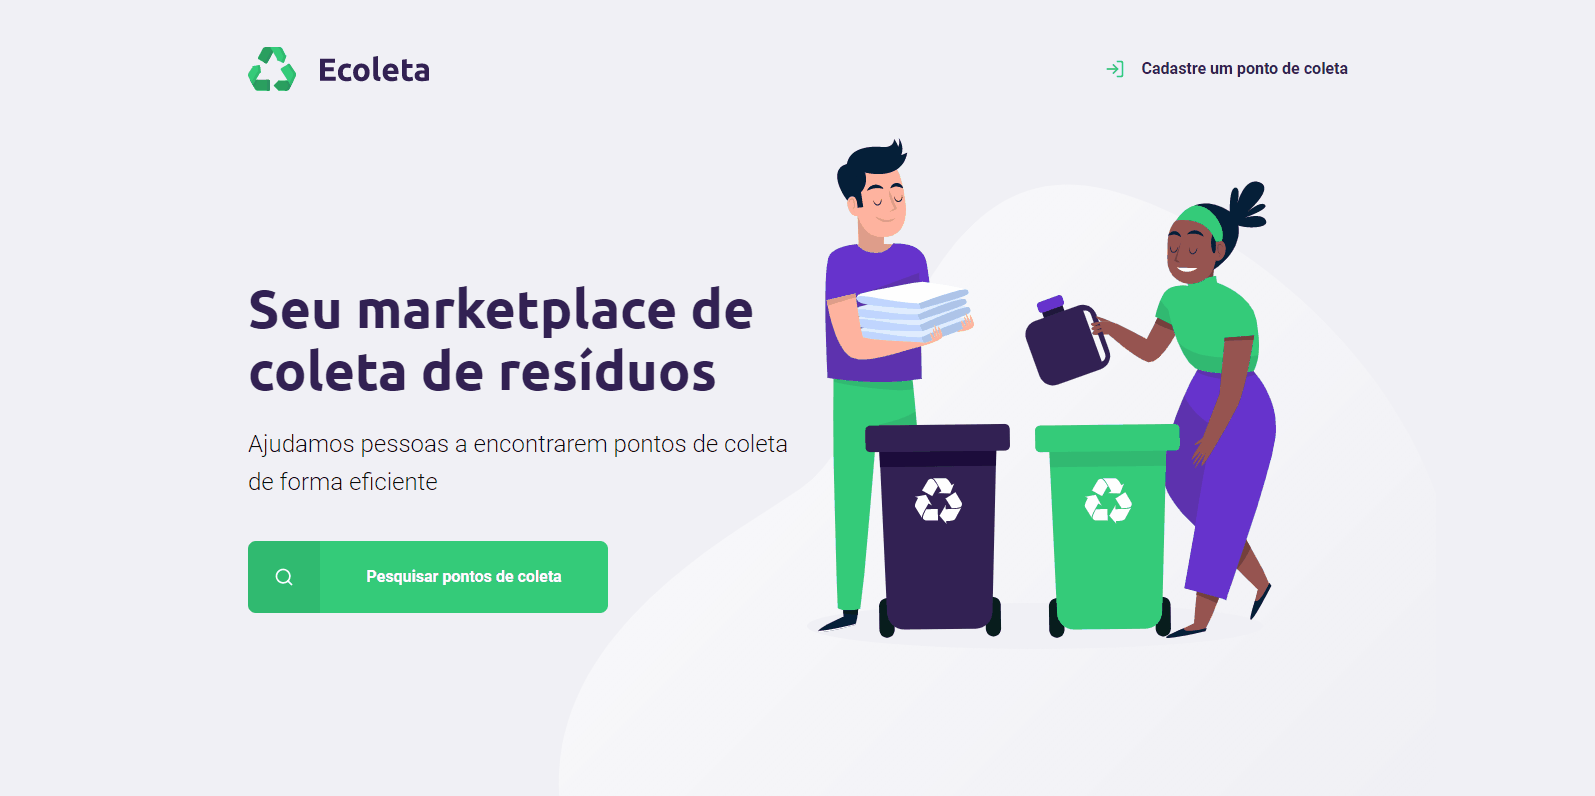 Ecoleta
Cadastre um ponto de coleta
Seu marketplace de
coleta de resíduos
Ajudamos pessoas a encontrarem pontos de coleta
de forma eficiente
Pesquisar pontos de coleta